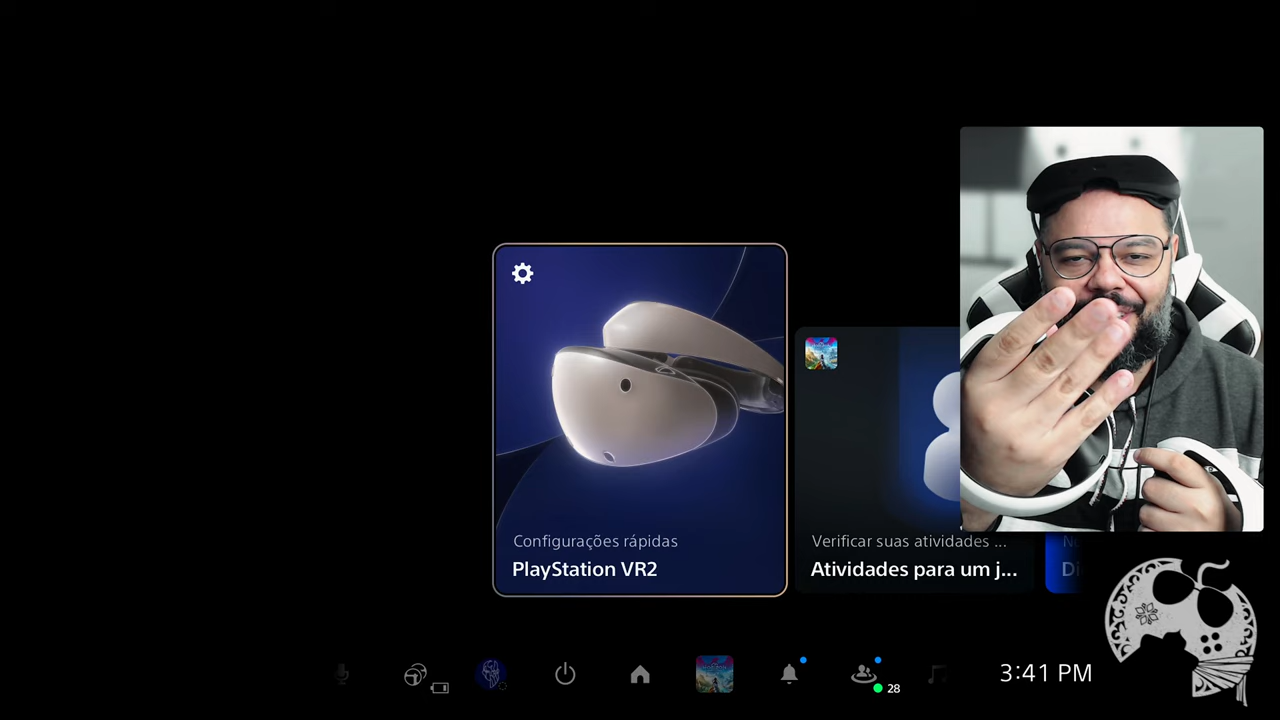 Configurações rápidas
PlayStation VR2
Verificar suas atividades ...
Atividades para um j...
28
3:41 PM